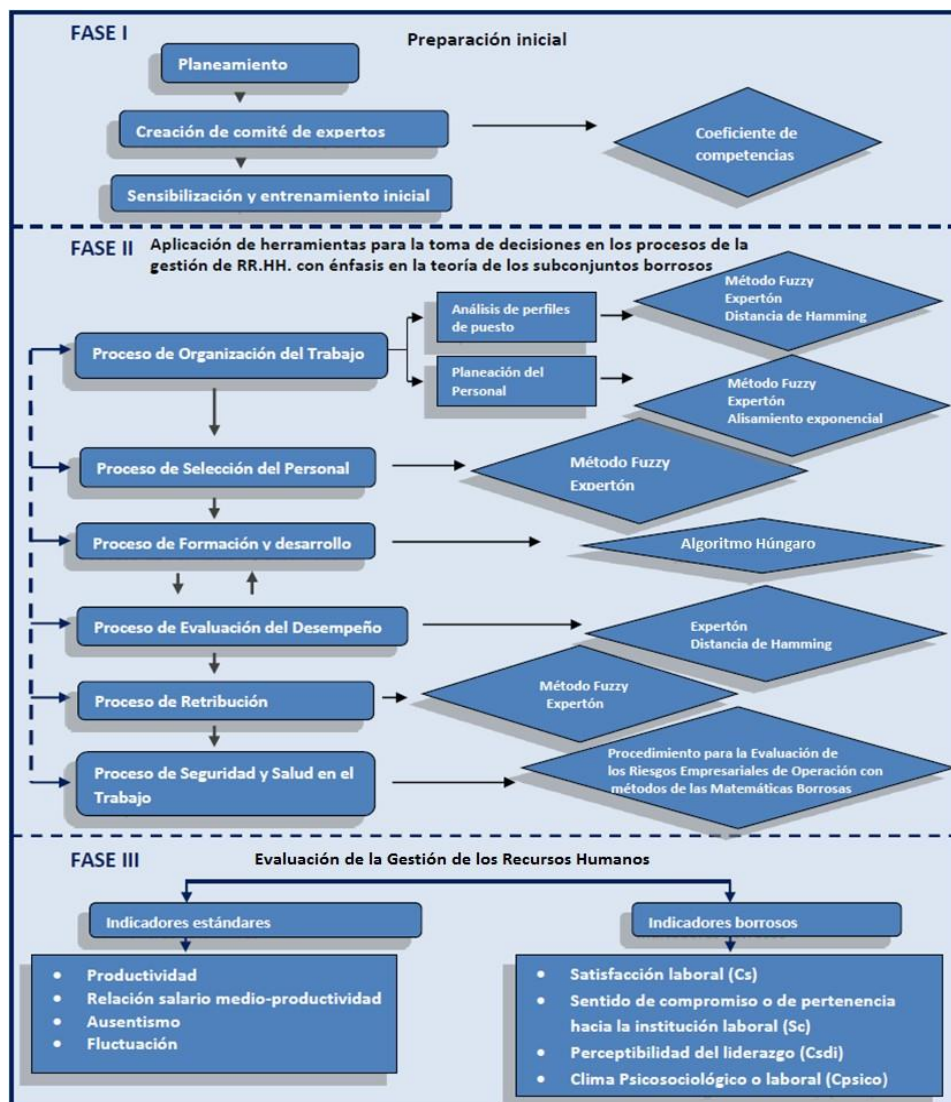 FASE I
Preparación inicial
Planeamiento
Creación de comité de expertos
Coeficiente de
competencias
Sensibilización y entrenamiento inicial
FASE II
Aplicación de herramientas para la toma de decisiones en los procesos de la
gestión de RR.HH. con énfasis en la teoría de los subconjuntos borrosos
Proceso de Organización del Trabajo
Análisis de perfiles
de puesto
Método Fuzzy
Expertón
Distancia de Hamming
Planeación del
Personal
Método Fuzzy
Expertón
Alisamiento exponencial
Proceso de Selección del Personal
Método Fuzzy
Expertón
Proceso de Formación y desarrollo
Algoritmo Húngaro
Proceso de Evaluación del Desempeño
Expertón
Distancia de Hamming
Proceso de Retribución
Método Fuzzy
Expertón
Proceso de Seguridad y Salud en el
Trabajo
Procedimiento para la Evaluación de
los Riesgos Empresariales de Operación con
métodos de las Matemáticas Borrosas
FASE III
Evaluación de la Gestión de los Recursos Humanos
Indicadores estándares
• Productividad
• Relación salario medio-productividad
• Ausentismo
• Fluctuación
Indicadores borrosos
• Satisfacción laboral (Cs)
• Sentido de compromiso o de pertenencia
hacia la institución laboral (Sc)
• Perceptibilidad del liderazgo (Csdi)
• Clima Psicosociológico o laboral (Cpsico)